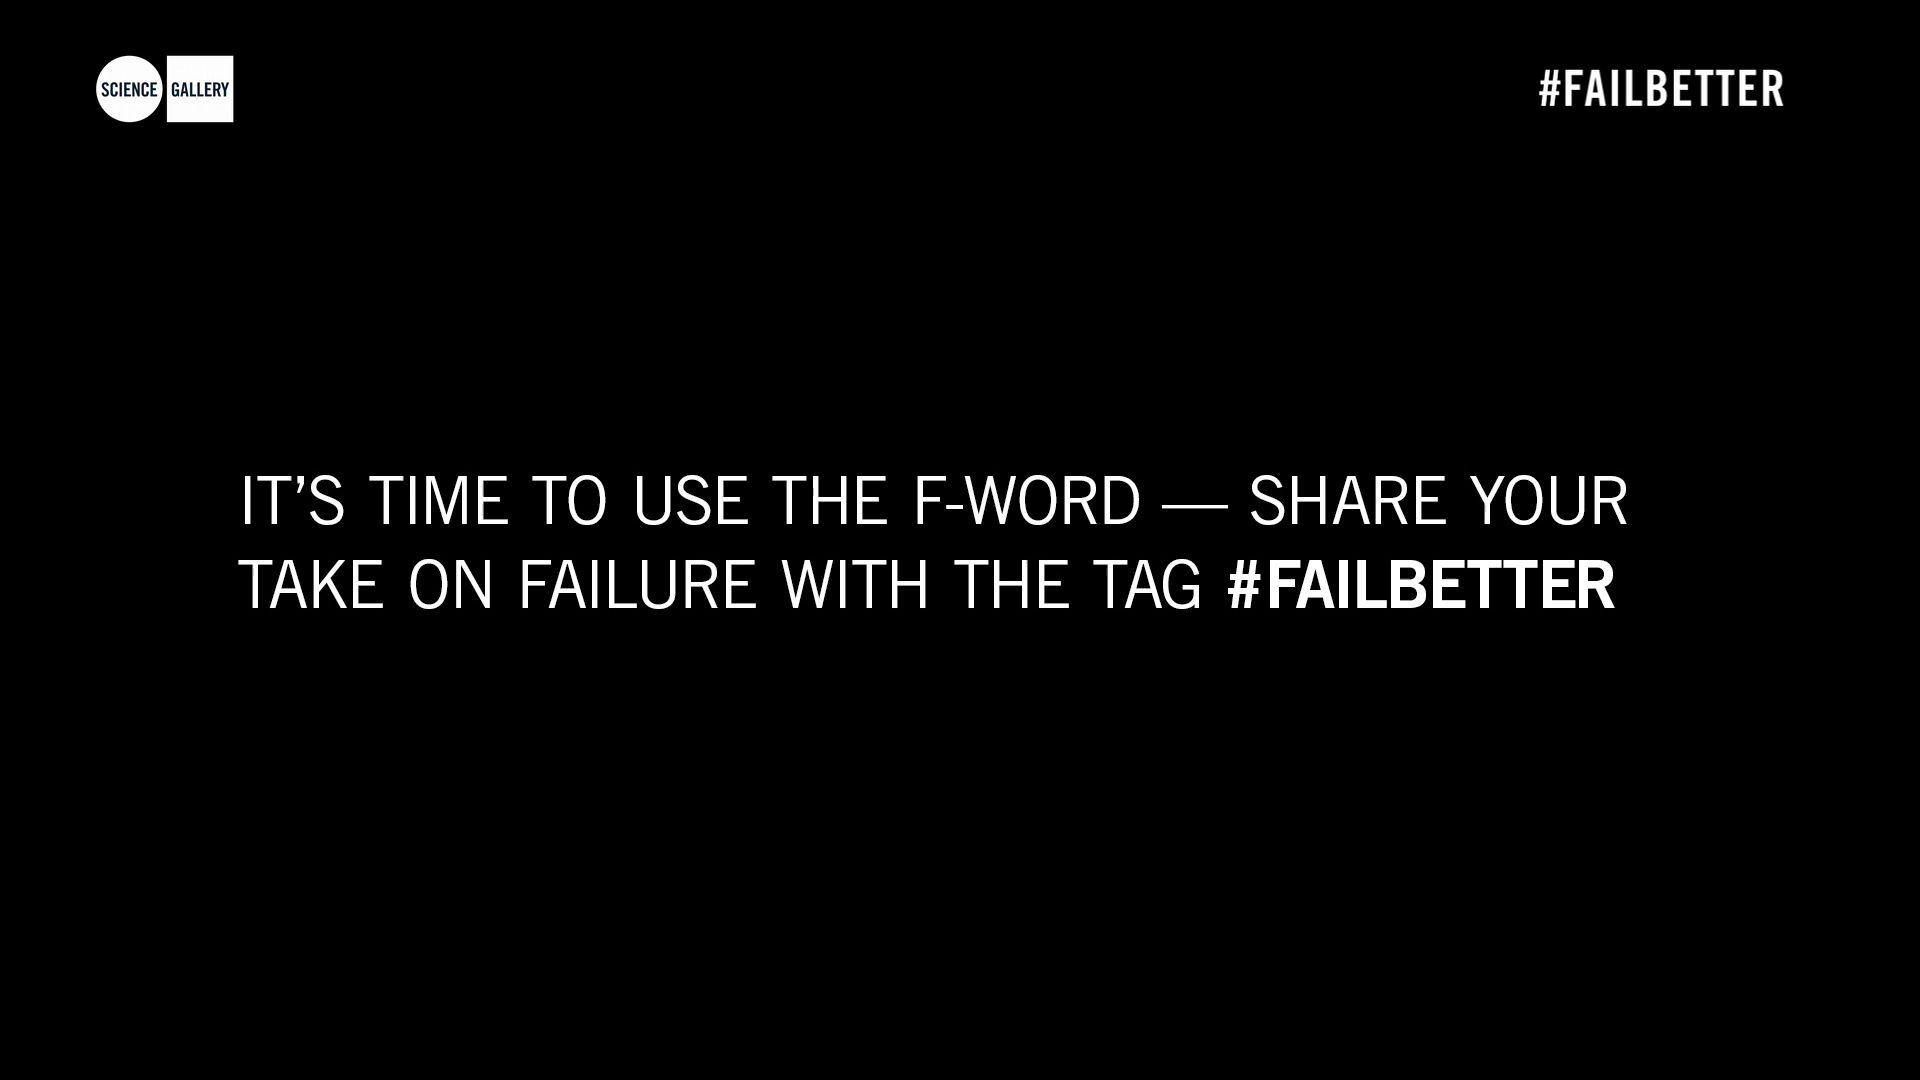 SCIENCE GALLERY
#FAILBETTER
IT’S TIME TO USE THE F-WORD — SHARE YOUR
TAKE ON FAILURE WITH THE TAG #FAILBETTER